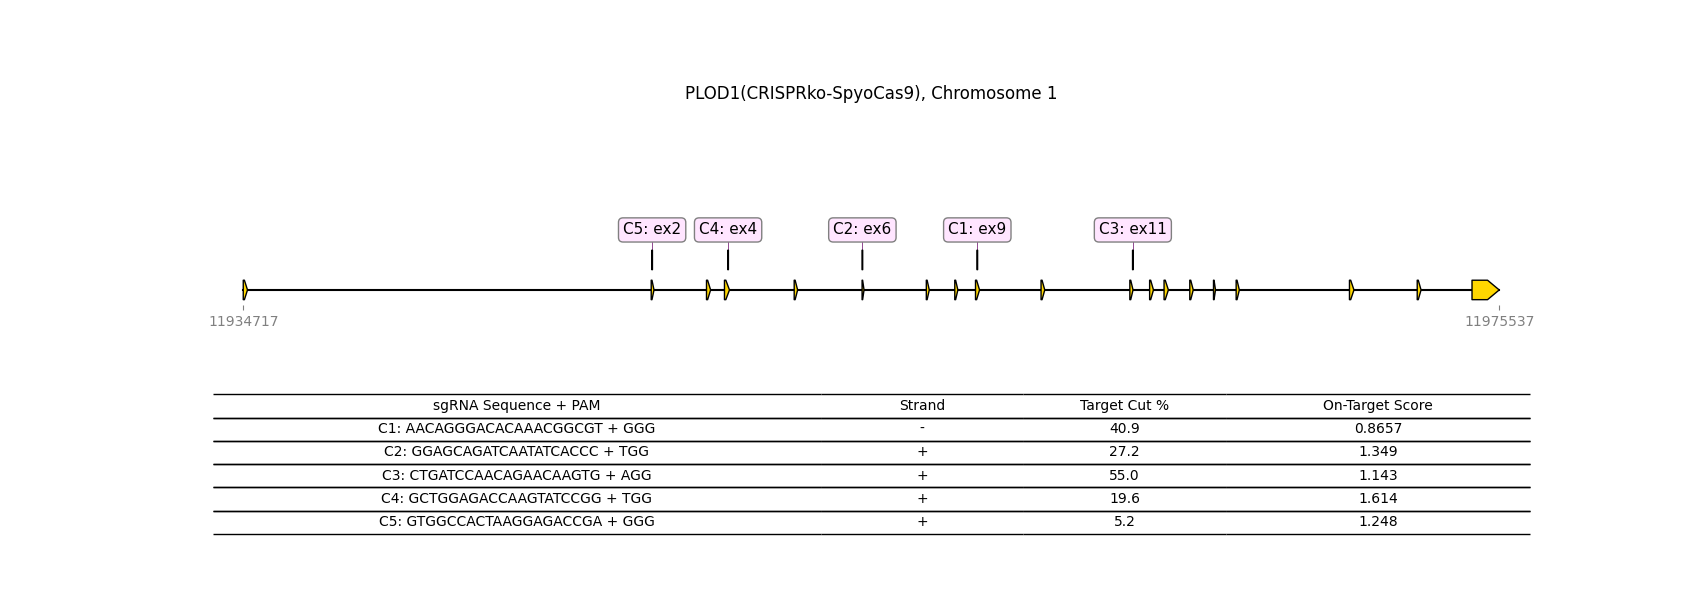 PLOD1(CRISPRko-SpyoCas9), Chromosome 1
C5: ex2 C4: ex4 C2: ex6 C1: ex9 C3: ex11
11934717 11975537
sgRNA Sequence + PAM Strand Target Cut % On-Target Score
C1: AACAGGGACACAAACGGCGT + GGG - 40.9 0.8657
C2: GGAGCAGATCAATATCACCC + TGG + 27.2 1.349
C3: CTGATCCAACAGAACAAGTG + AGG + 55.0 1.143
C4: GCTGGAGACCAAGTATCCGG + TGG + 19.6 1.614
C5: GTGGCCACTAAGGAGACCGA + GGG + 5.2 1.248